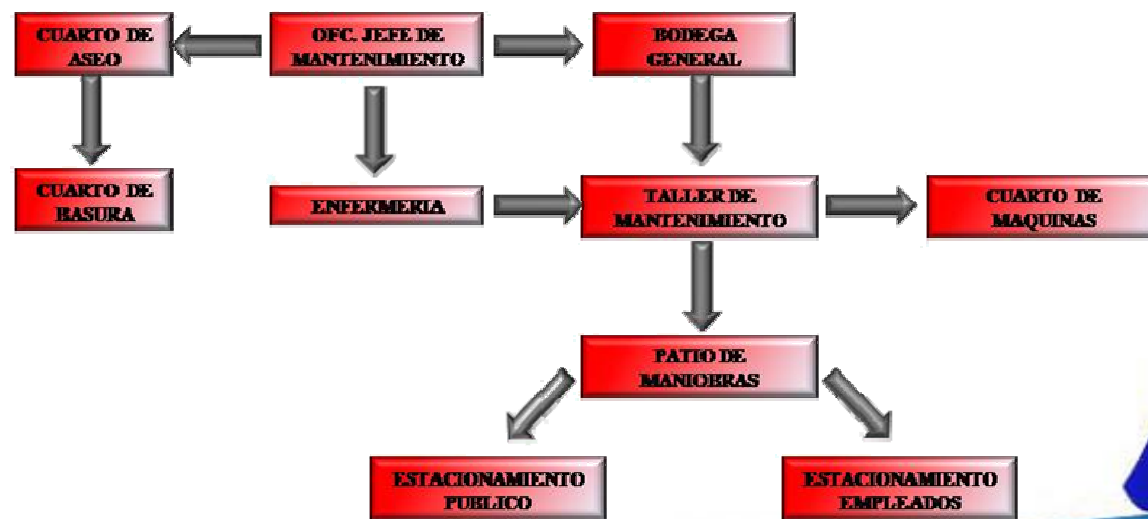 CUARTO DE
ASEO
OFC. JEFE DE
MANTENIMIENTO
BODEGA
GENERAL
CUARTO DE
BASURA
ENFERMERIA
TALLER DE
MANTENIMIENTO
CUARTO DE
MAQUINAS
PATIO DE
MANIOBRAS
ESTACIONAMIENTO
PUBLICO
ESTACIONAMIENTO
EMPLEADOS